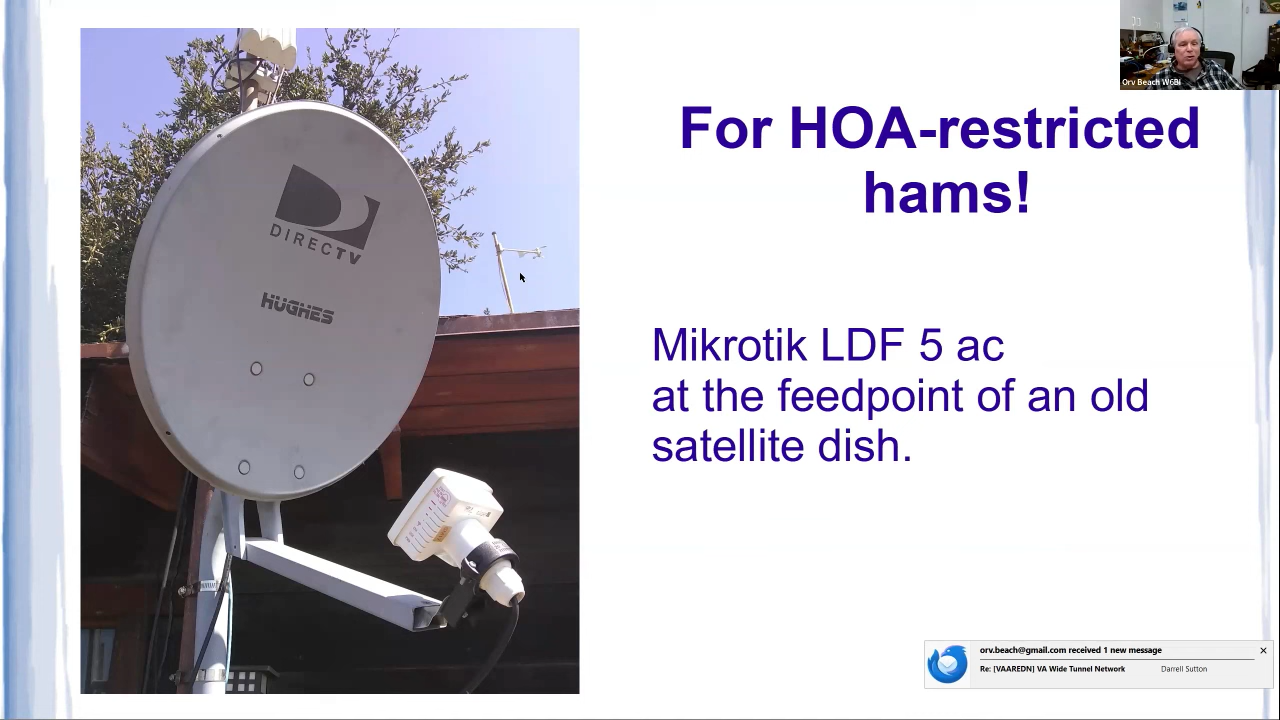 Orv Beach W6BI
For HOA-restricted
hams!
DIRECTV
HUGHES
Mikrotik LDF 5 ac
at the feedpoint of an old
satellite dish.
orv.beach@gmail.com received 1 new message
Re: [VAAREDN] VA Wide Tunnel Network Darrell Sutton